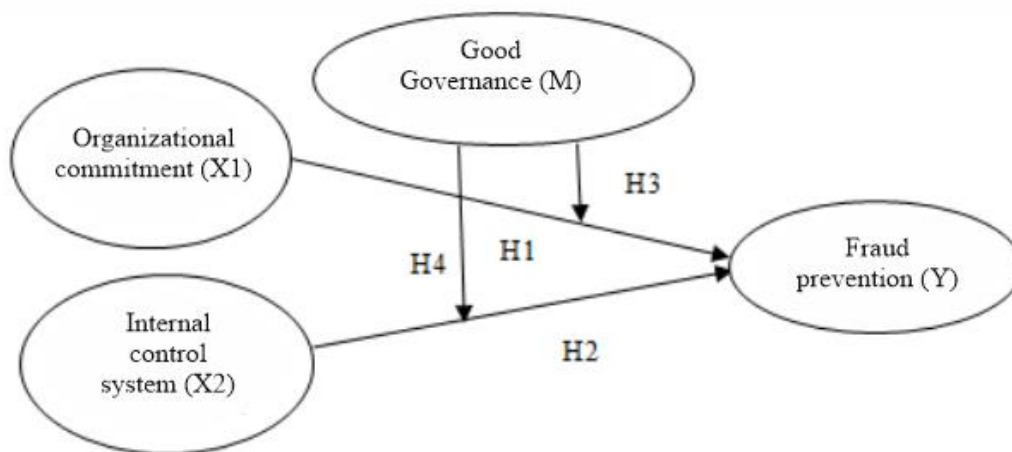 Good
Governance (M)
Organizational
commitment (X1)
H3
H4
H1
Fraud
prevention (Y)
Internal
control
system (X2)
H2